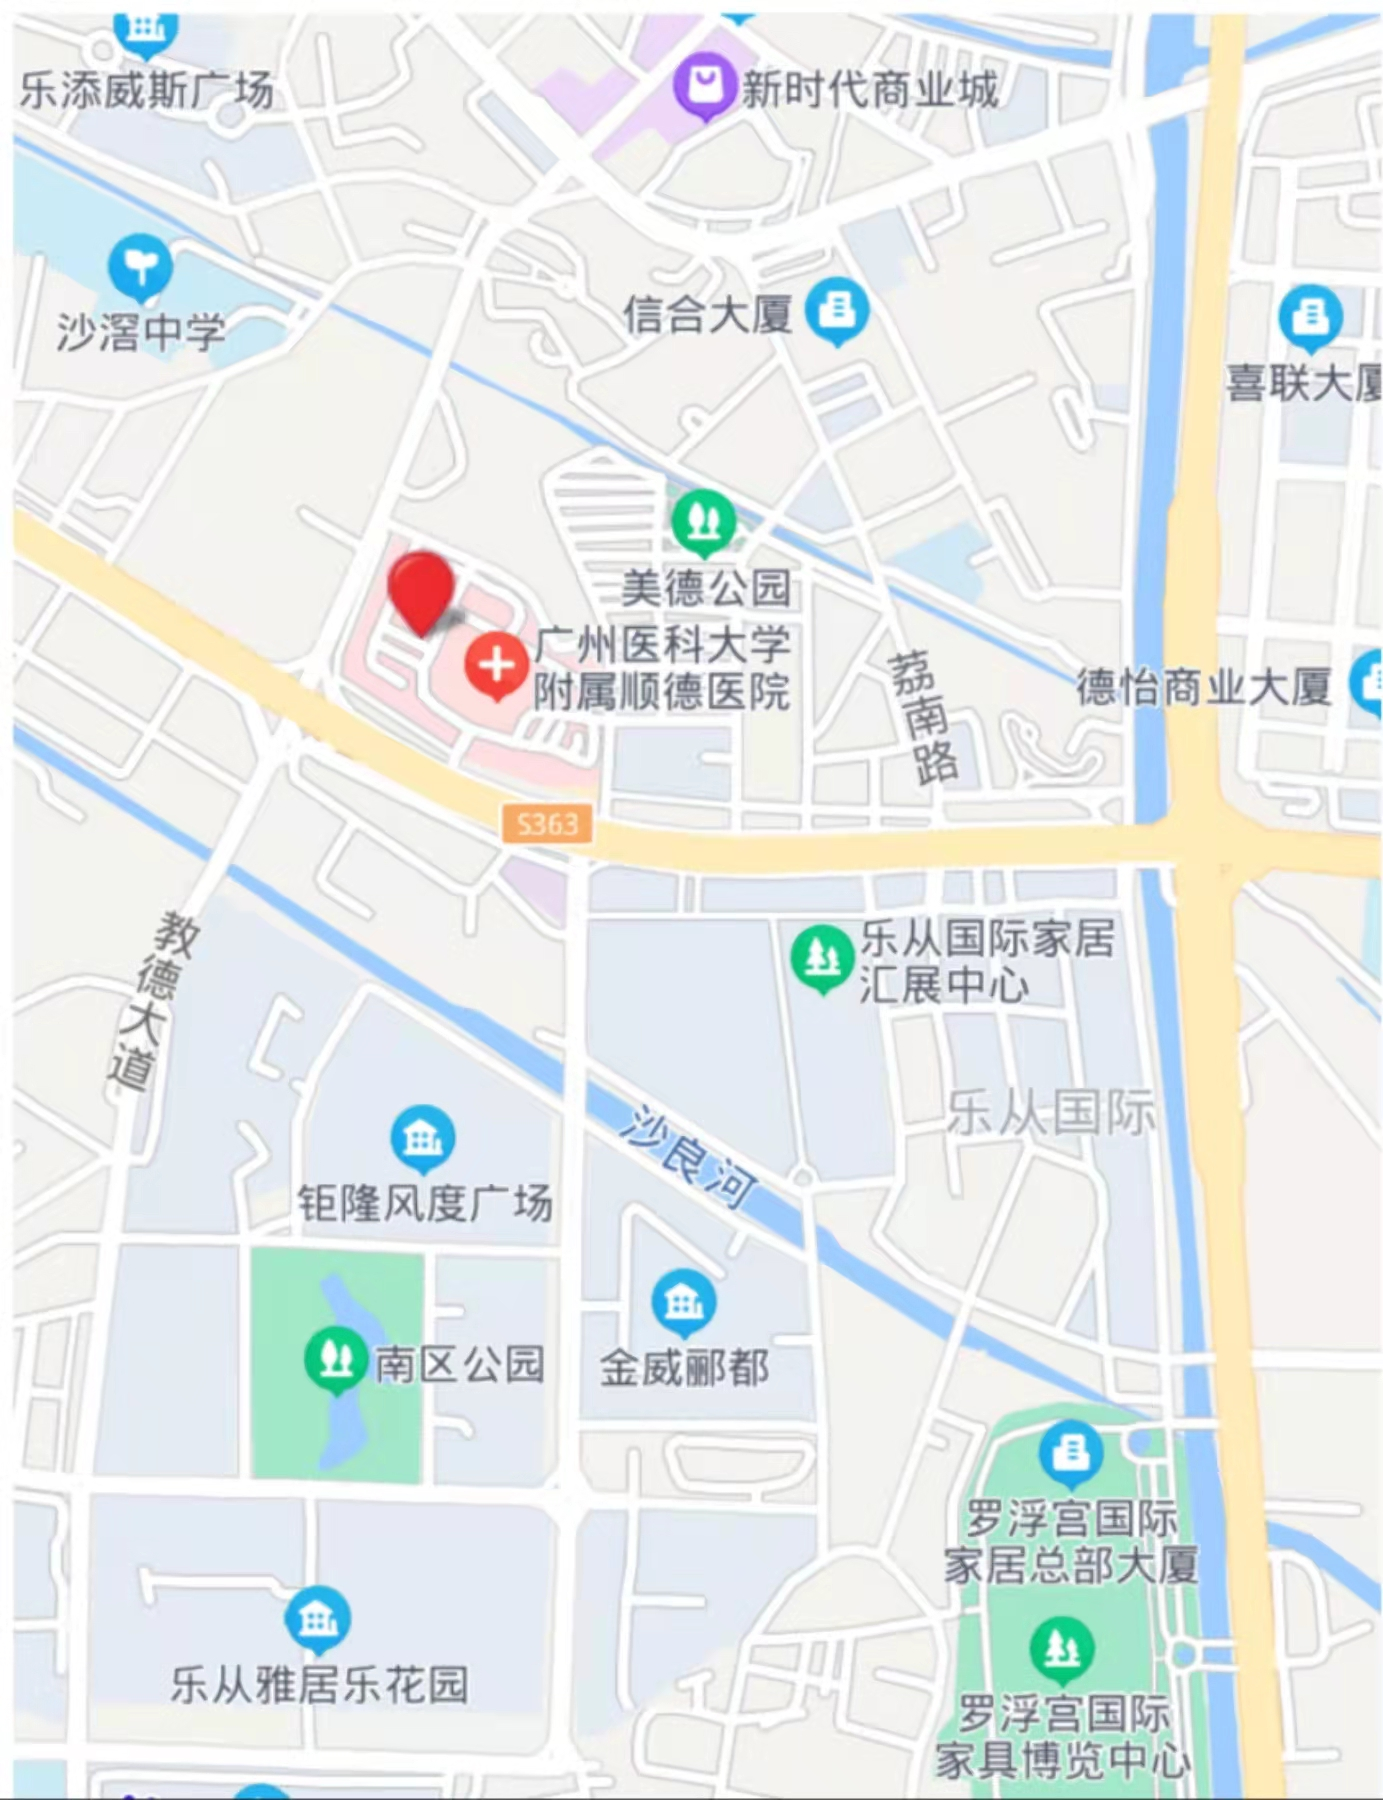 乐添威斯广场
新时代商业城
沙滘中学
信合大厦
喜联大厦
美德公园
广州医科大学
附属顺德医院
荔南路
德怡商业大厦
S363
教德大道
乐从国际家居
汇展中心
乐从国际
沙良河
钜隆风度广场
南区公园
金威郦都
罗浮宫国际
家居总部大厦
乐从雅居乐花园
罗浮宫国际
家具博览中心